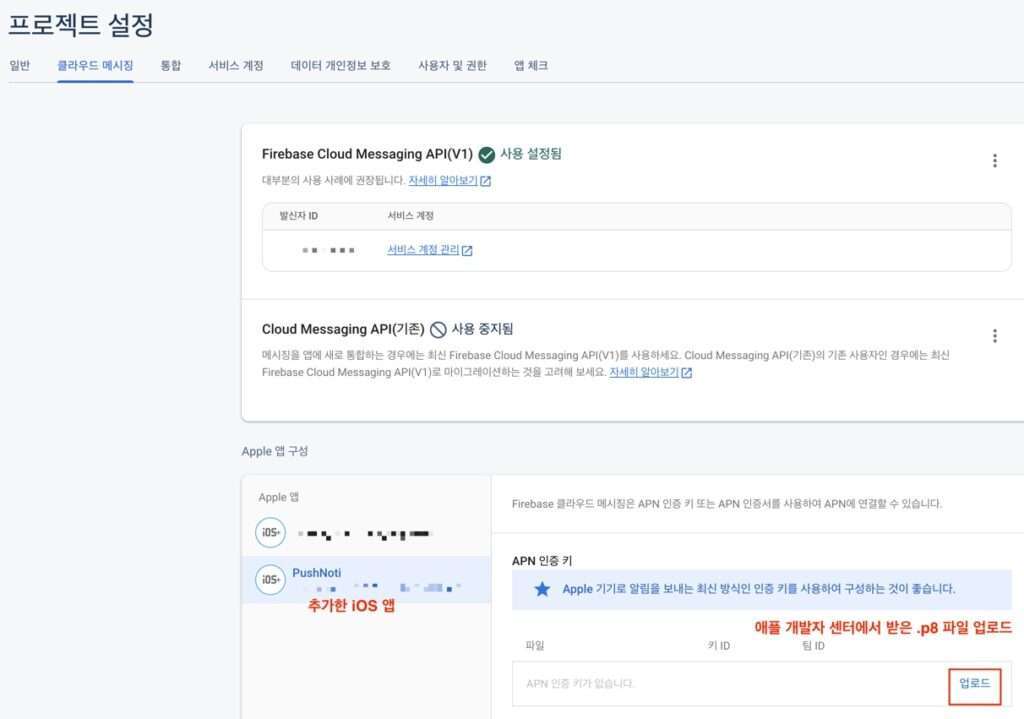 프로젝트 설정
일반 클라우드 메시징 통합 서비스 계정 데이터 개인정보 보호 사용자 및 권한 앱 체크
Firebase Cloud Messaging API(V1) 사용 설정됨
대부분의 사용 사례에 권장됩니다. 자세히 알아보기
발신자 ID 서비스 계정
서비스 계정 관리
Cloud Messaging API(기존) 사용 중지됨
메시징을 앱에 새로 통합하는 경우에는 최신 Firebase Cloud Messaging API(V1)를 사용하세요. Cloud Messaging API(기존)의 기존 사용자인 경우에는 최신
Firebase Cloud Messaging API(V1)로 마이그레이션하는 것을 고려해 보세요. 자세히 알아보기
Apple 앱 구성
Apple 앱
iOS+
iOS+ PushNoti
추가한 iOS 앱
Firebase 클라우드 메시징은 APN 인증 키 또는 APN 인증서를 사용하여 APN에 연결할 수 있습니다.
APN 인증 키
Apple 기기로 알림을 보내는 최신 방식인 인증 키를 사용하여 구성하는 것이 좋습니다.
애플 개발자 센터에서 받은 .p8 파일 업로드
파일 키 ID 팀 ID
APN 인증 키가 없습니다. 업로드